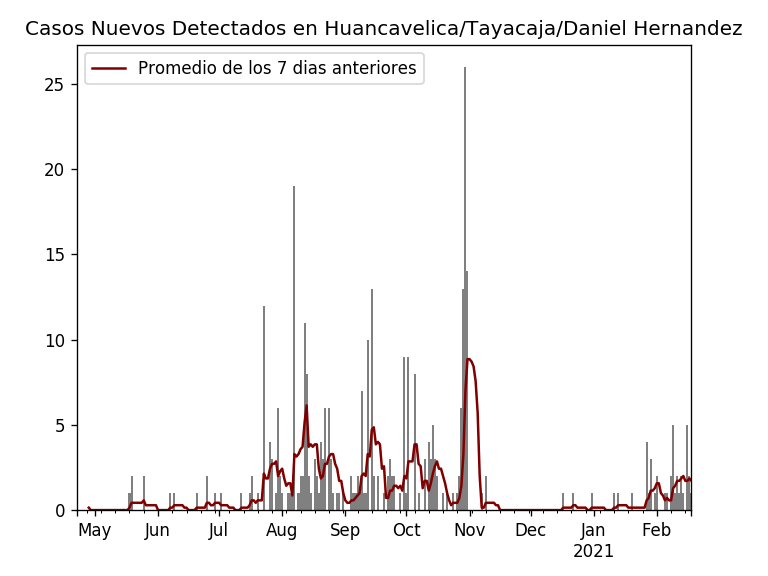 Casos Nuevos Detectados en Huancavelica/Tayacaja/Daniel Hernandez
Promedio de los 7 dias anteriores
25
20
15
10
5
0
May Jun Jul Aug Sep Oct Nov Dec Jan Feb
2021